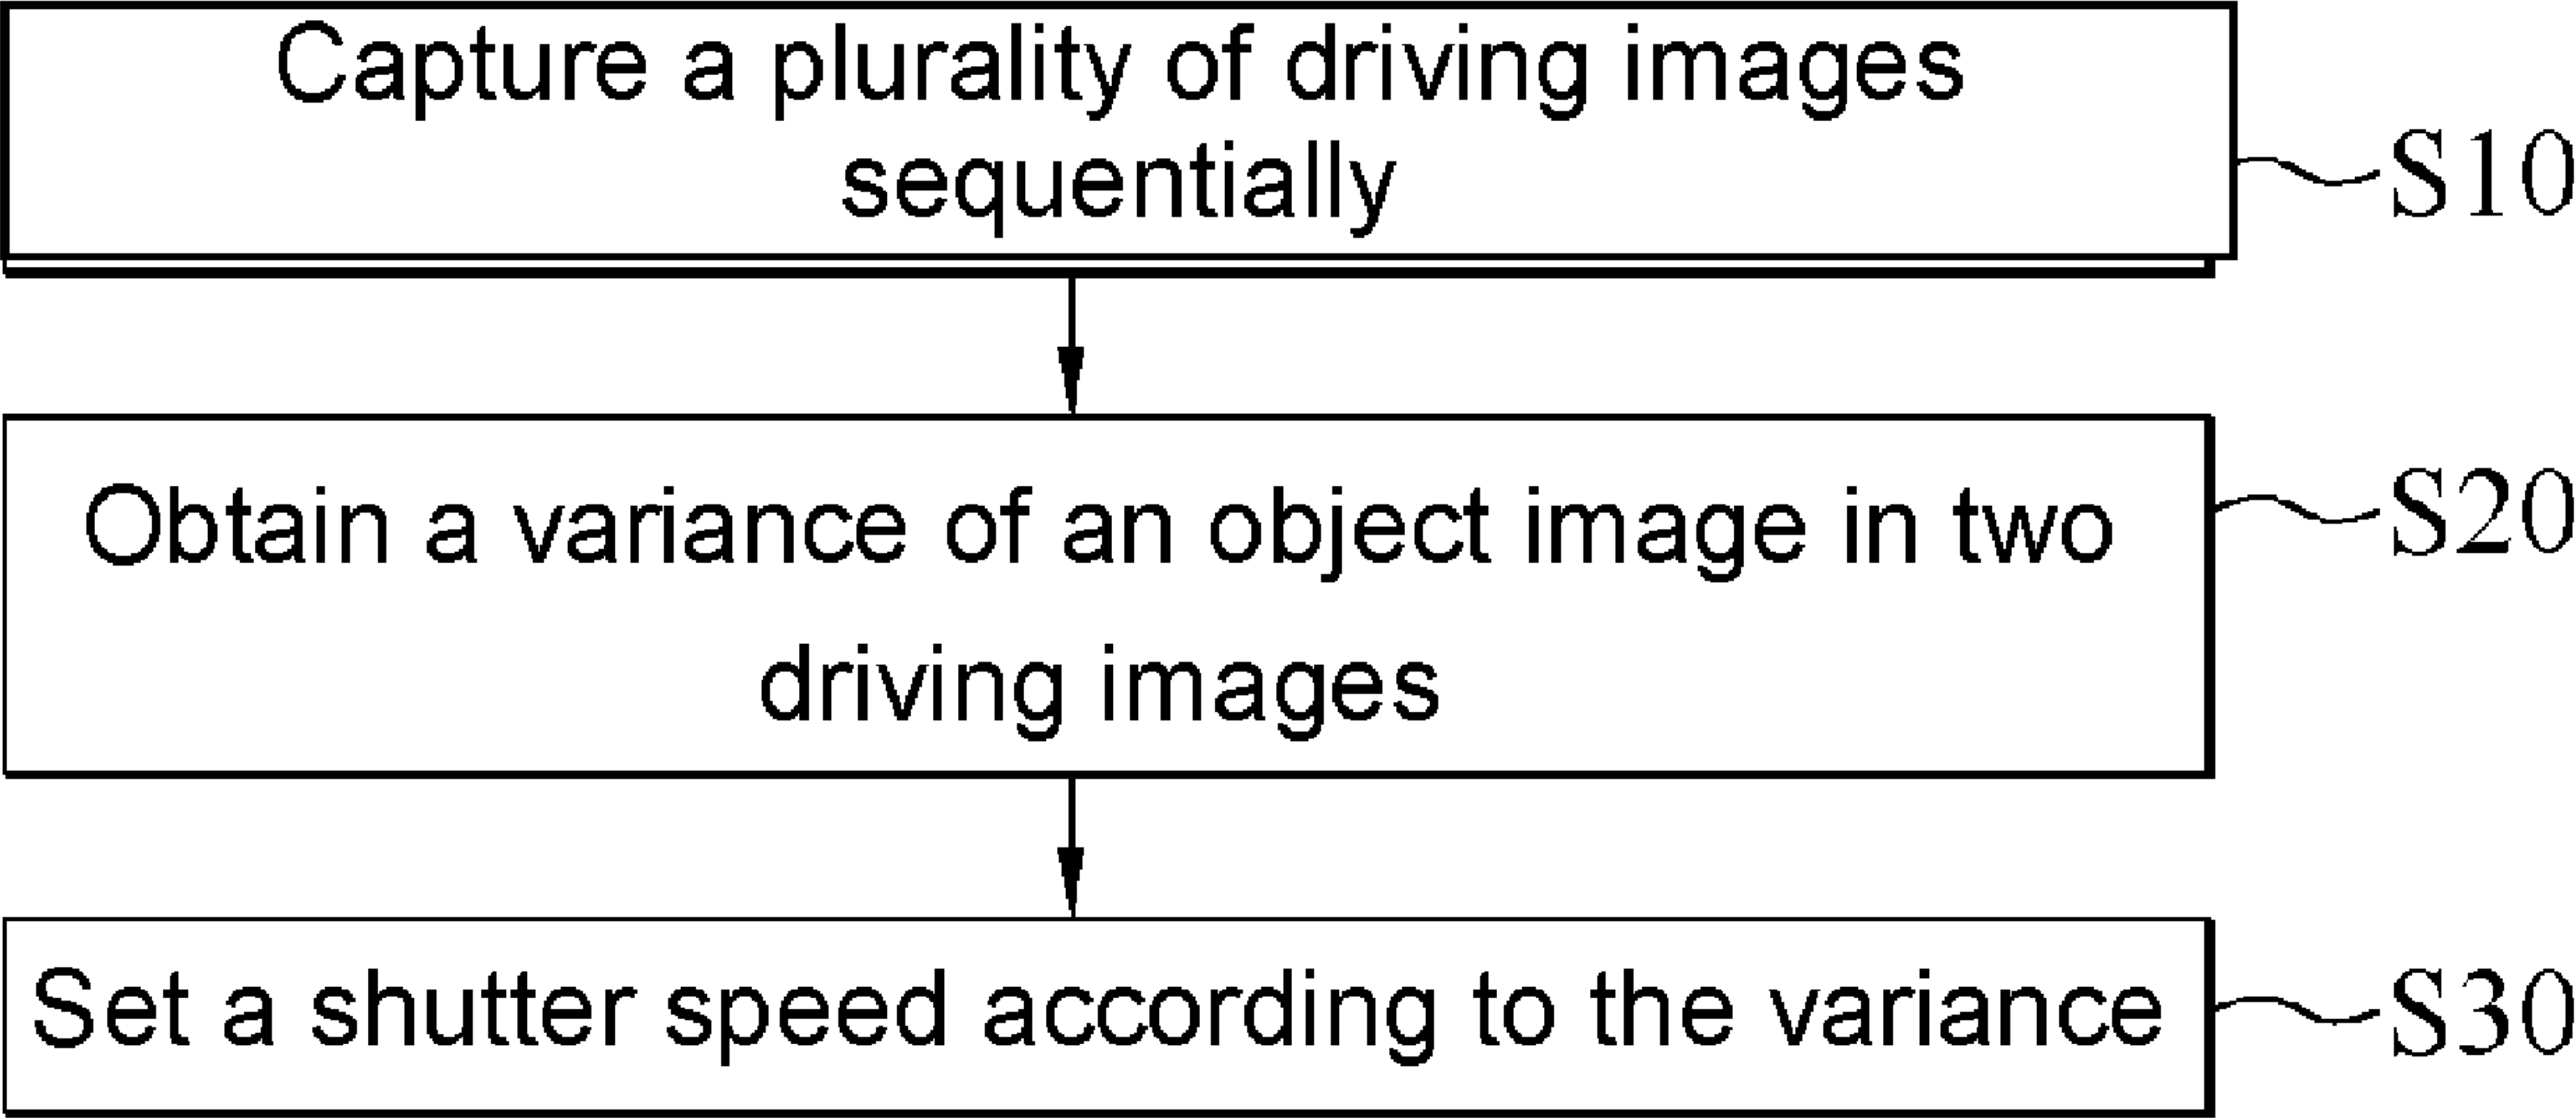 Capture a plurality of driving images
sequentially
S10
Obtain a variance of an object image in two
driving images
S20
Set a shutter speed according to the variance
S30